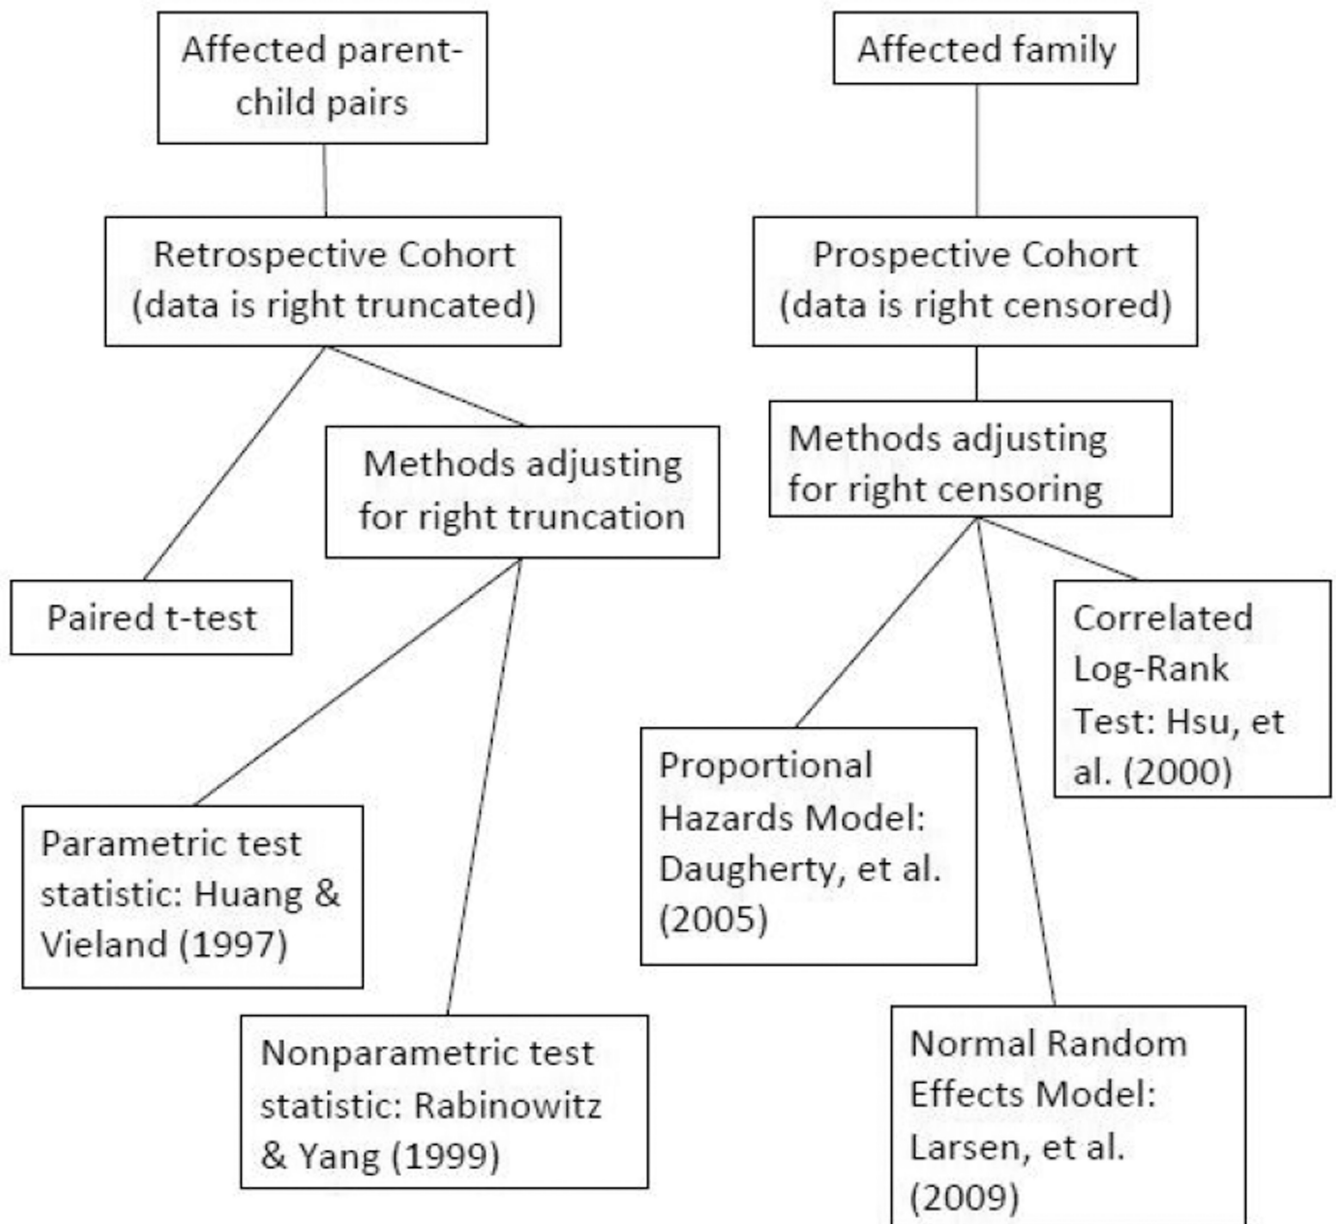 Affected parent-
child pairs
Affected family
Retrospective Cohort
(data is right truncated)
Prospective Cohort
(data is right censored)
Methods adjusting
for right truncation
Methods adjusting
for right censoring
Paired t-test
Correlated
Log-Rank
Test: Hsu, et
al. (2000)
Proportional
Hazards Model:
Daugherty, et al.
(2005)
Parametric test
statistic: Huang &
Vieland (1997)
Nonparametric test
statistic: Rabinowitz
& Yang (1999)
Normal Random
Effects Model:
Larsen, et al.
(2009)